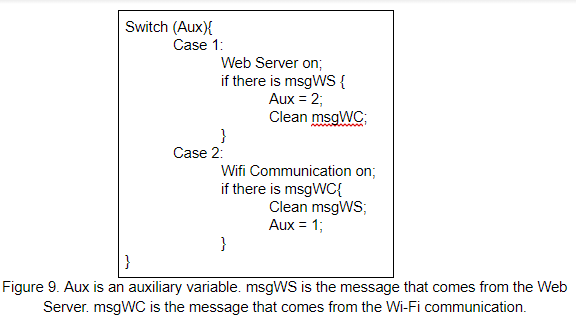 Switch (Aux){
Case 1:
Web Server on;
if there is msgWS {
Aux = 2;
Clean msgWC;
}
Case 2:
Wifi Communication on;
if there is msgWC{
Clean msgWS;
Aux = 1;
}
}
Figure 9. Aux is an auxiliary variable. msgWS is the message that comes from the Web
Server. msgWC is the message that comes from the Wi-Fi communication.